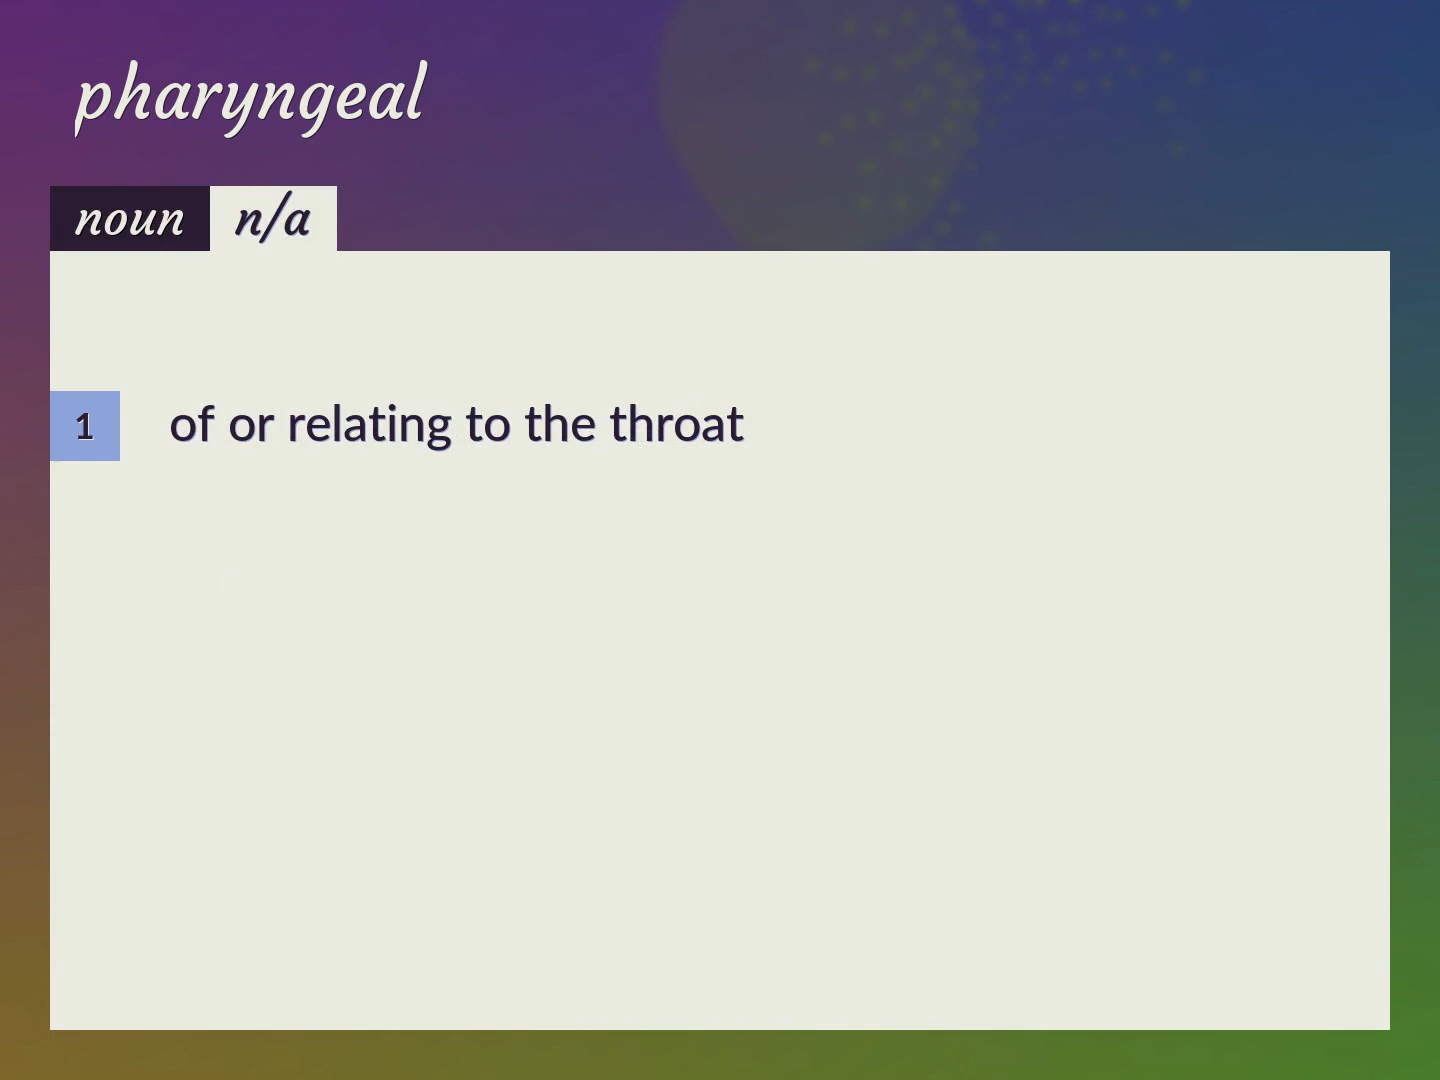 pharyngeal
noun n/a
1 of or relating to the throat